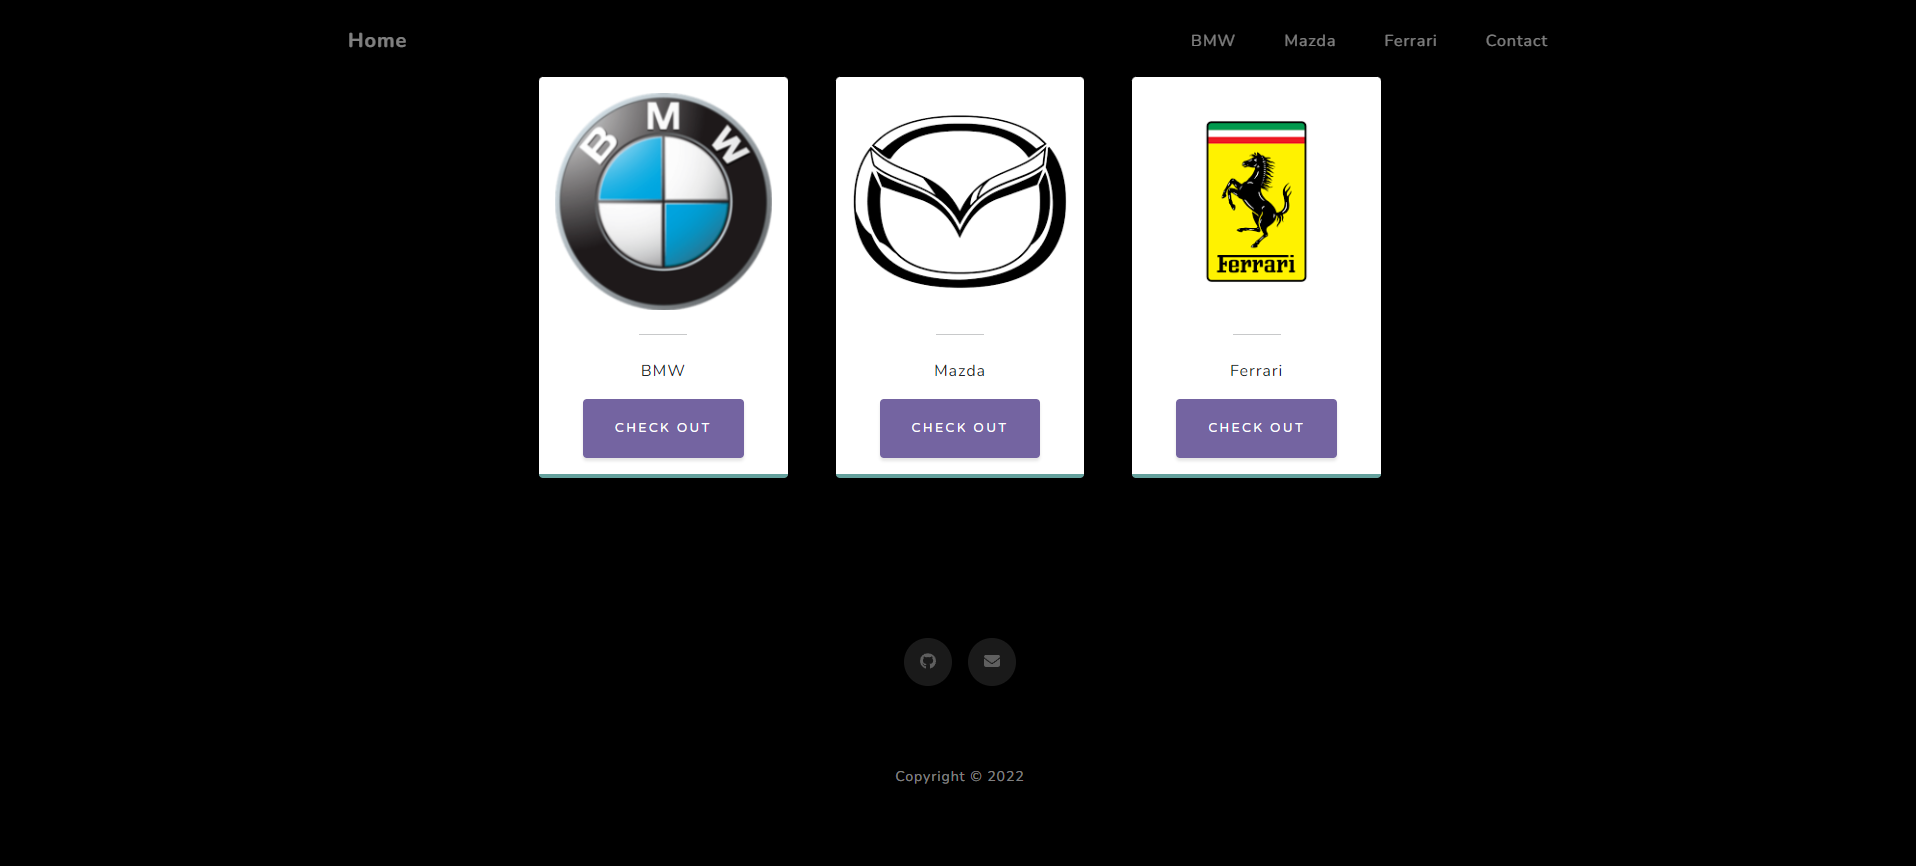 Home
BMW Mazda Ferrari Contact
BMW
Ferrari
BMW
Mazda
Ferrari
CHECK OUT
CHECK OUT
CHECK OUT
Copyright © 2022